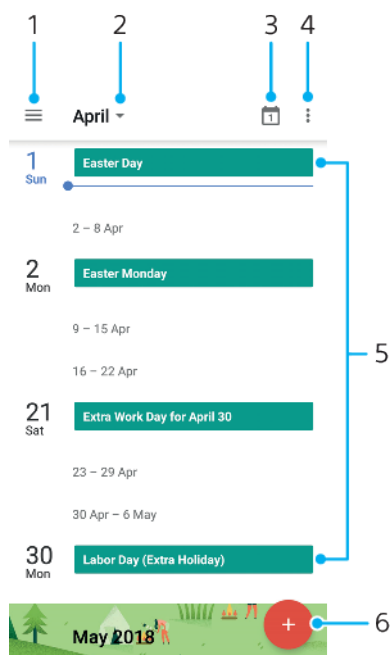 1 2 3 4
April
1
1 Sun Easter Day
2 – 8 Apr
2 Mon Easter Monday
5
9 – 15 Apr
16 – 22 Apr
21 Sat Extra Work Day for April 30
23 – 29 Apr
30 Apr – 6 May
30 Mon Labor Day (Extra Holiday)
May 2018
+ 6